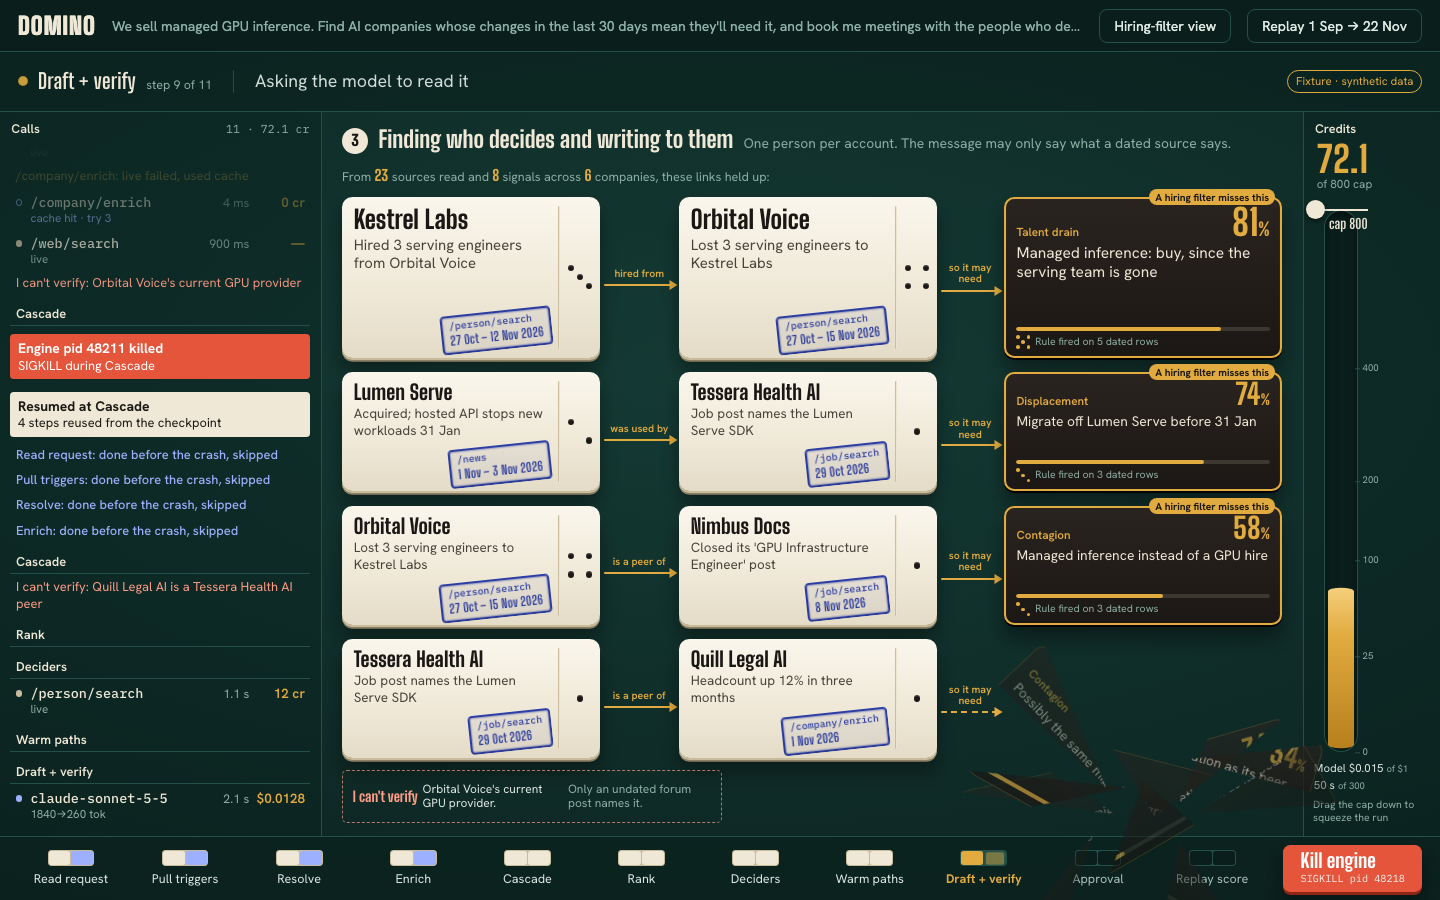 DOMINO
We sell managed GPU inference. Find AI companies whose changes in the last 30 days mean they'll need it, and book me meetings with the people who de...
Hiring-filter view
Replay 1 Sep → 22 Nov
Draft + verify
step 9 of 11
Asking the model to read it
Fixture · synthetic data
Calls
11 · 72.1 cr
live
/company/enrich: live failed, used cache
/company/enrich
4 ms
0 cr
cache hit · try 3
/web/search
900 ms
—
live
I can't verify: Orbital Voice's current GPU provider
Cascade
Engine pid 48211 killed
SIGKILL during Cascade
Resumed at Cascade
4 steps reused from the checkpoint
Read request: done before the crash, skipped
Pull triggers: done before the crash, skipped
Resolve: done before the crash, skipped
Enrich: done before the crash, skipped
Cascade
I can't verify: Quill Legal AI is a Tessera Health AI
peer
Rank
Deciders
/person/search
1.1 s
12 cr
live
Warm paths
Draft + verify
claude-sonnet-5-5
2.1 s
$0.0128
1840→260 tok
3
Finding who decides and writing to them
One person per account. The message may only say what a dated source says.
From 23 sources read and 8 signals across 6 companies, these links held up:
Kestrel Labs
Hired 3 serving engineers
from Orbital Voice
/person/search
27 Oct – 12 Nov 2026
hired from
Orbital Voice
Lost 3 serving engineers to
Kestrel Labs
/person/search
27 Oct – 15 Nov 2026
so it may
need
A hiring filter misses this
Talent drain
81%
Managed inference: buy, since the
serving team is gone
Rule fired on 5 dated rows
Lumen Serve
Acquired; hosted API stops new
workloads 31 Jan
/news
1 Nov – 3 Nov 2026
was used by
Tessera Health AI
Job post names the Lumen
Serve SDK
/job/search
29 Oct 2026
so it may
need
A hiring filter misses this
Displacement
74%
Migrate off Lumen Serve before 31 Jan
Rule fired on 3 dated rows
Orbital Voice
Lost 3 serving engineers to
Kestrel Labs
/person/search
27 Oct – 15 Nov 2026
is a peer of
Nimbus Docs
Closed its 'GPU Infrastructure
Engineer' post
/job/search
8 Nov 2026
so it may
need
A hiring filter misses this
Contagion
58%
Managed inference instead of a GPU hire
Rule fired on 3 dated rows
Tessera Health AI
Job post names the Lumen
Serve SDK
/job/search
29 Oct 2026
is a peer of
Quill Legal AI
Headcount up 12% in three
months
/company/enrich
1 Nov 2026
so it may
need
Contagion
Possibly the same
34%
I can't verify
Orbital Voice's current
GPU provider.
Only an undated forum
post names it.
Credits
72.1
of 800 cap
cap 800
400
200
100
25
0
Model $0.015 of $1
50 s of 300
Drag the cap down to
squeeze the run
Read request
Pull triggers
Resolve
Enrich
Cascade
Rank
Deciders
Warm paths
Draft + verify
Approval
Replay score
Kill engine
SIGKILL pid 48218